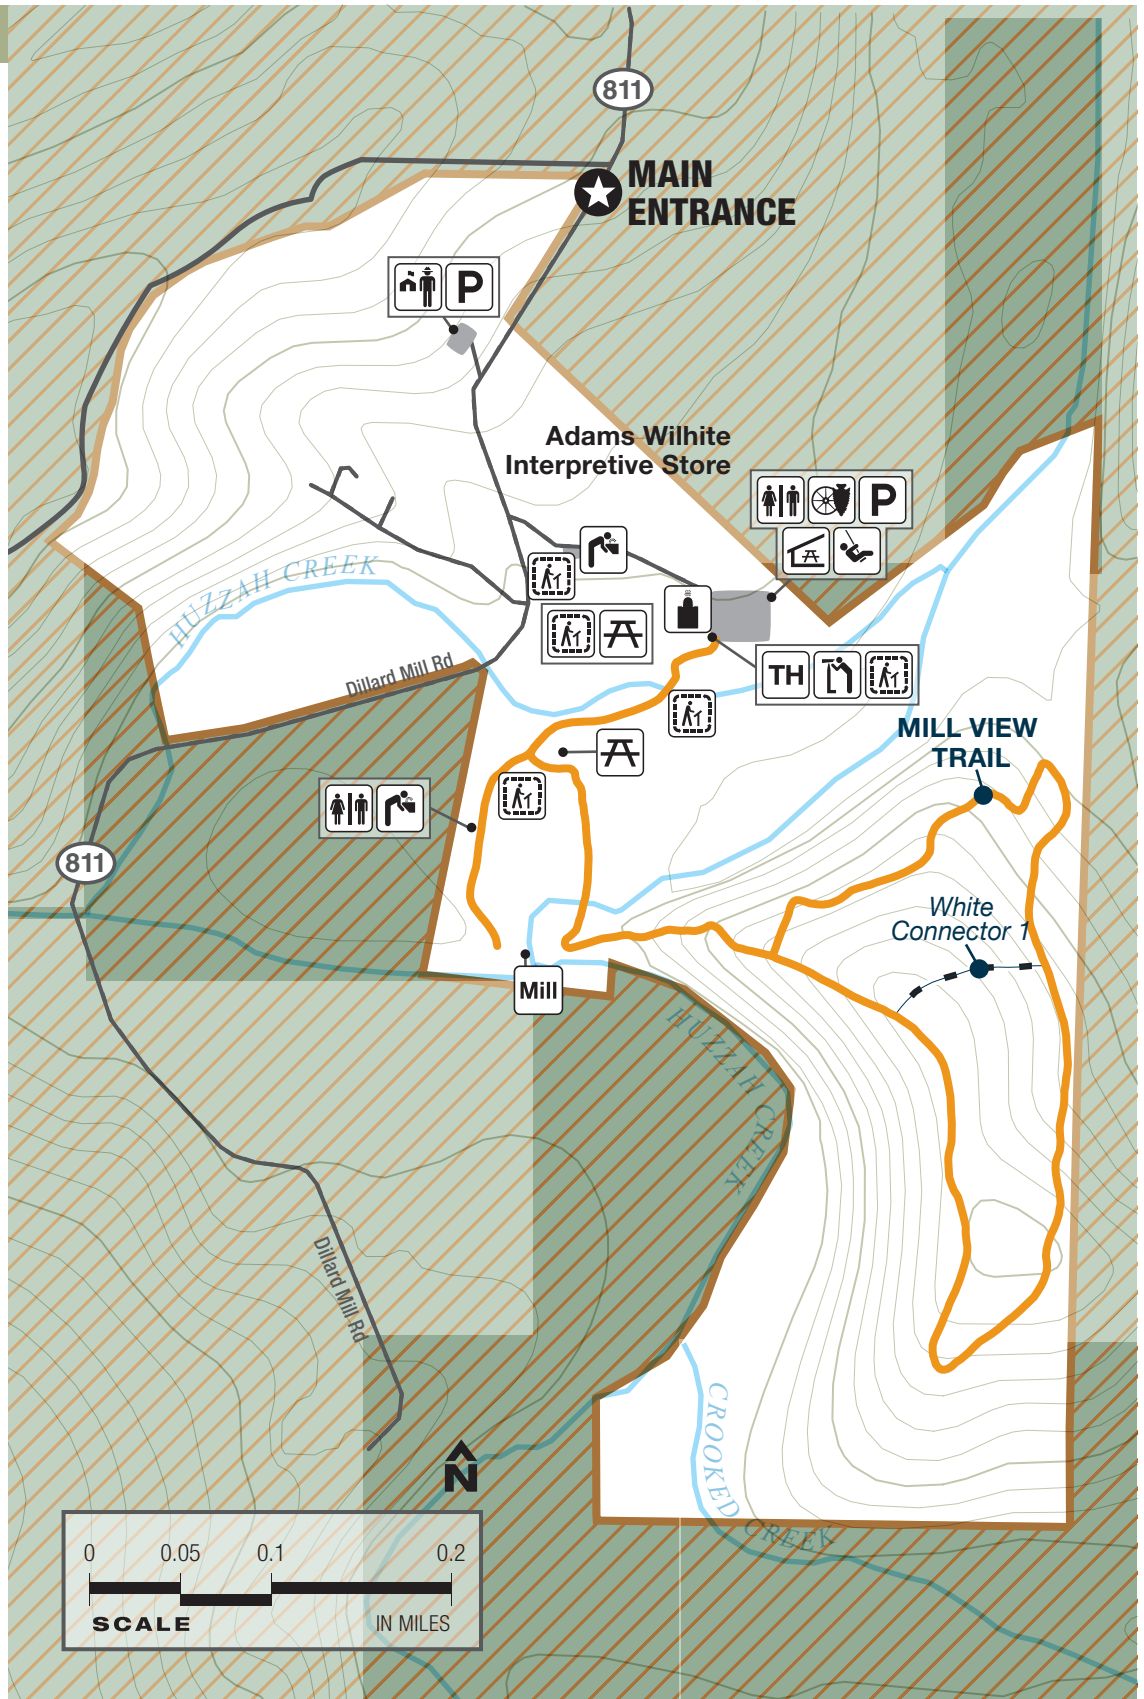 811
MAIN
ENTRANCE
P
Adams Wilhite
Interpretive Store
P
HUZZAH CREEK
Dillard Mill Rd
TH
MILL VIEW
TRAIL
811
White
Connector 1
Mill
HUZZAH CREEK
Dillard Mill Rd
CROOKED CREEK
N
0 0.05 0.1 0.2
SCALE IN MILES